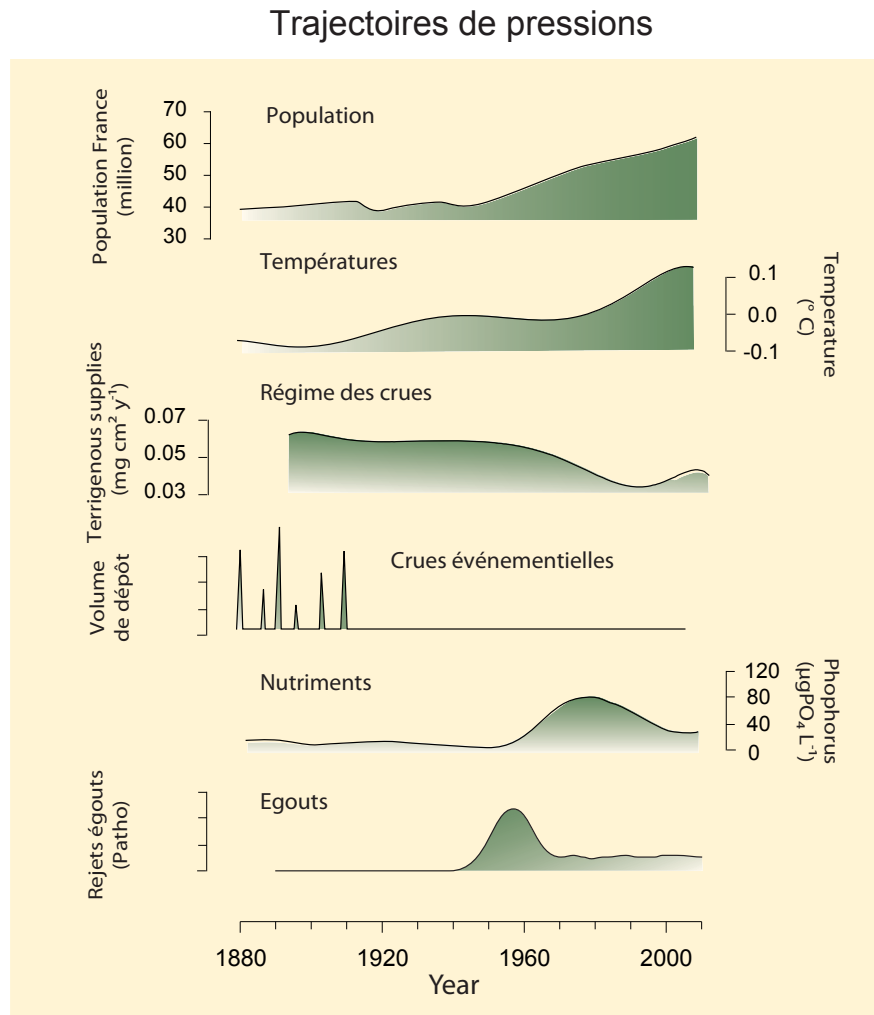 Trajectoires de pressions
Population France
(million)
70
60
50
40
30
Population
Températures
0.1
0.0
-0.1
Temperature
(° C)
Terrigenous supplies
(mg cm² y⁻¹)
0.07
0.05
0.03
Régime des crues
Volume
de dépôt
Crues événementielles
Nutriments
120
80
40
0
Phophorus
(µgPO₄ L⁻¹)
Rejets égouts
(Patho)
Egouts
1880 1920 1960 2000
Year